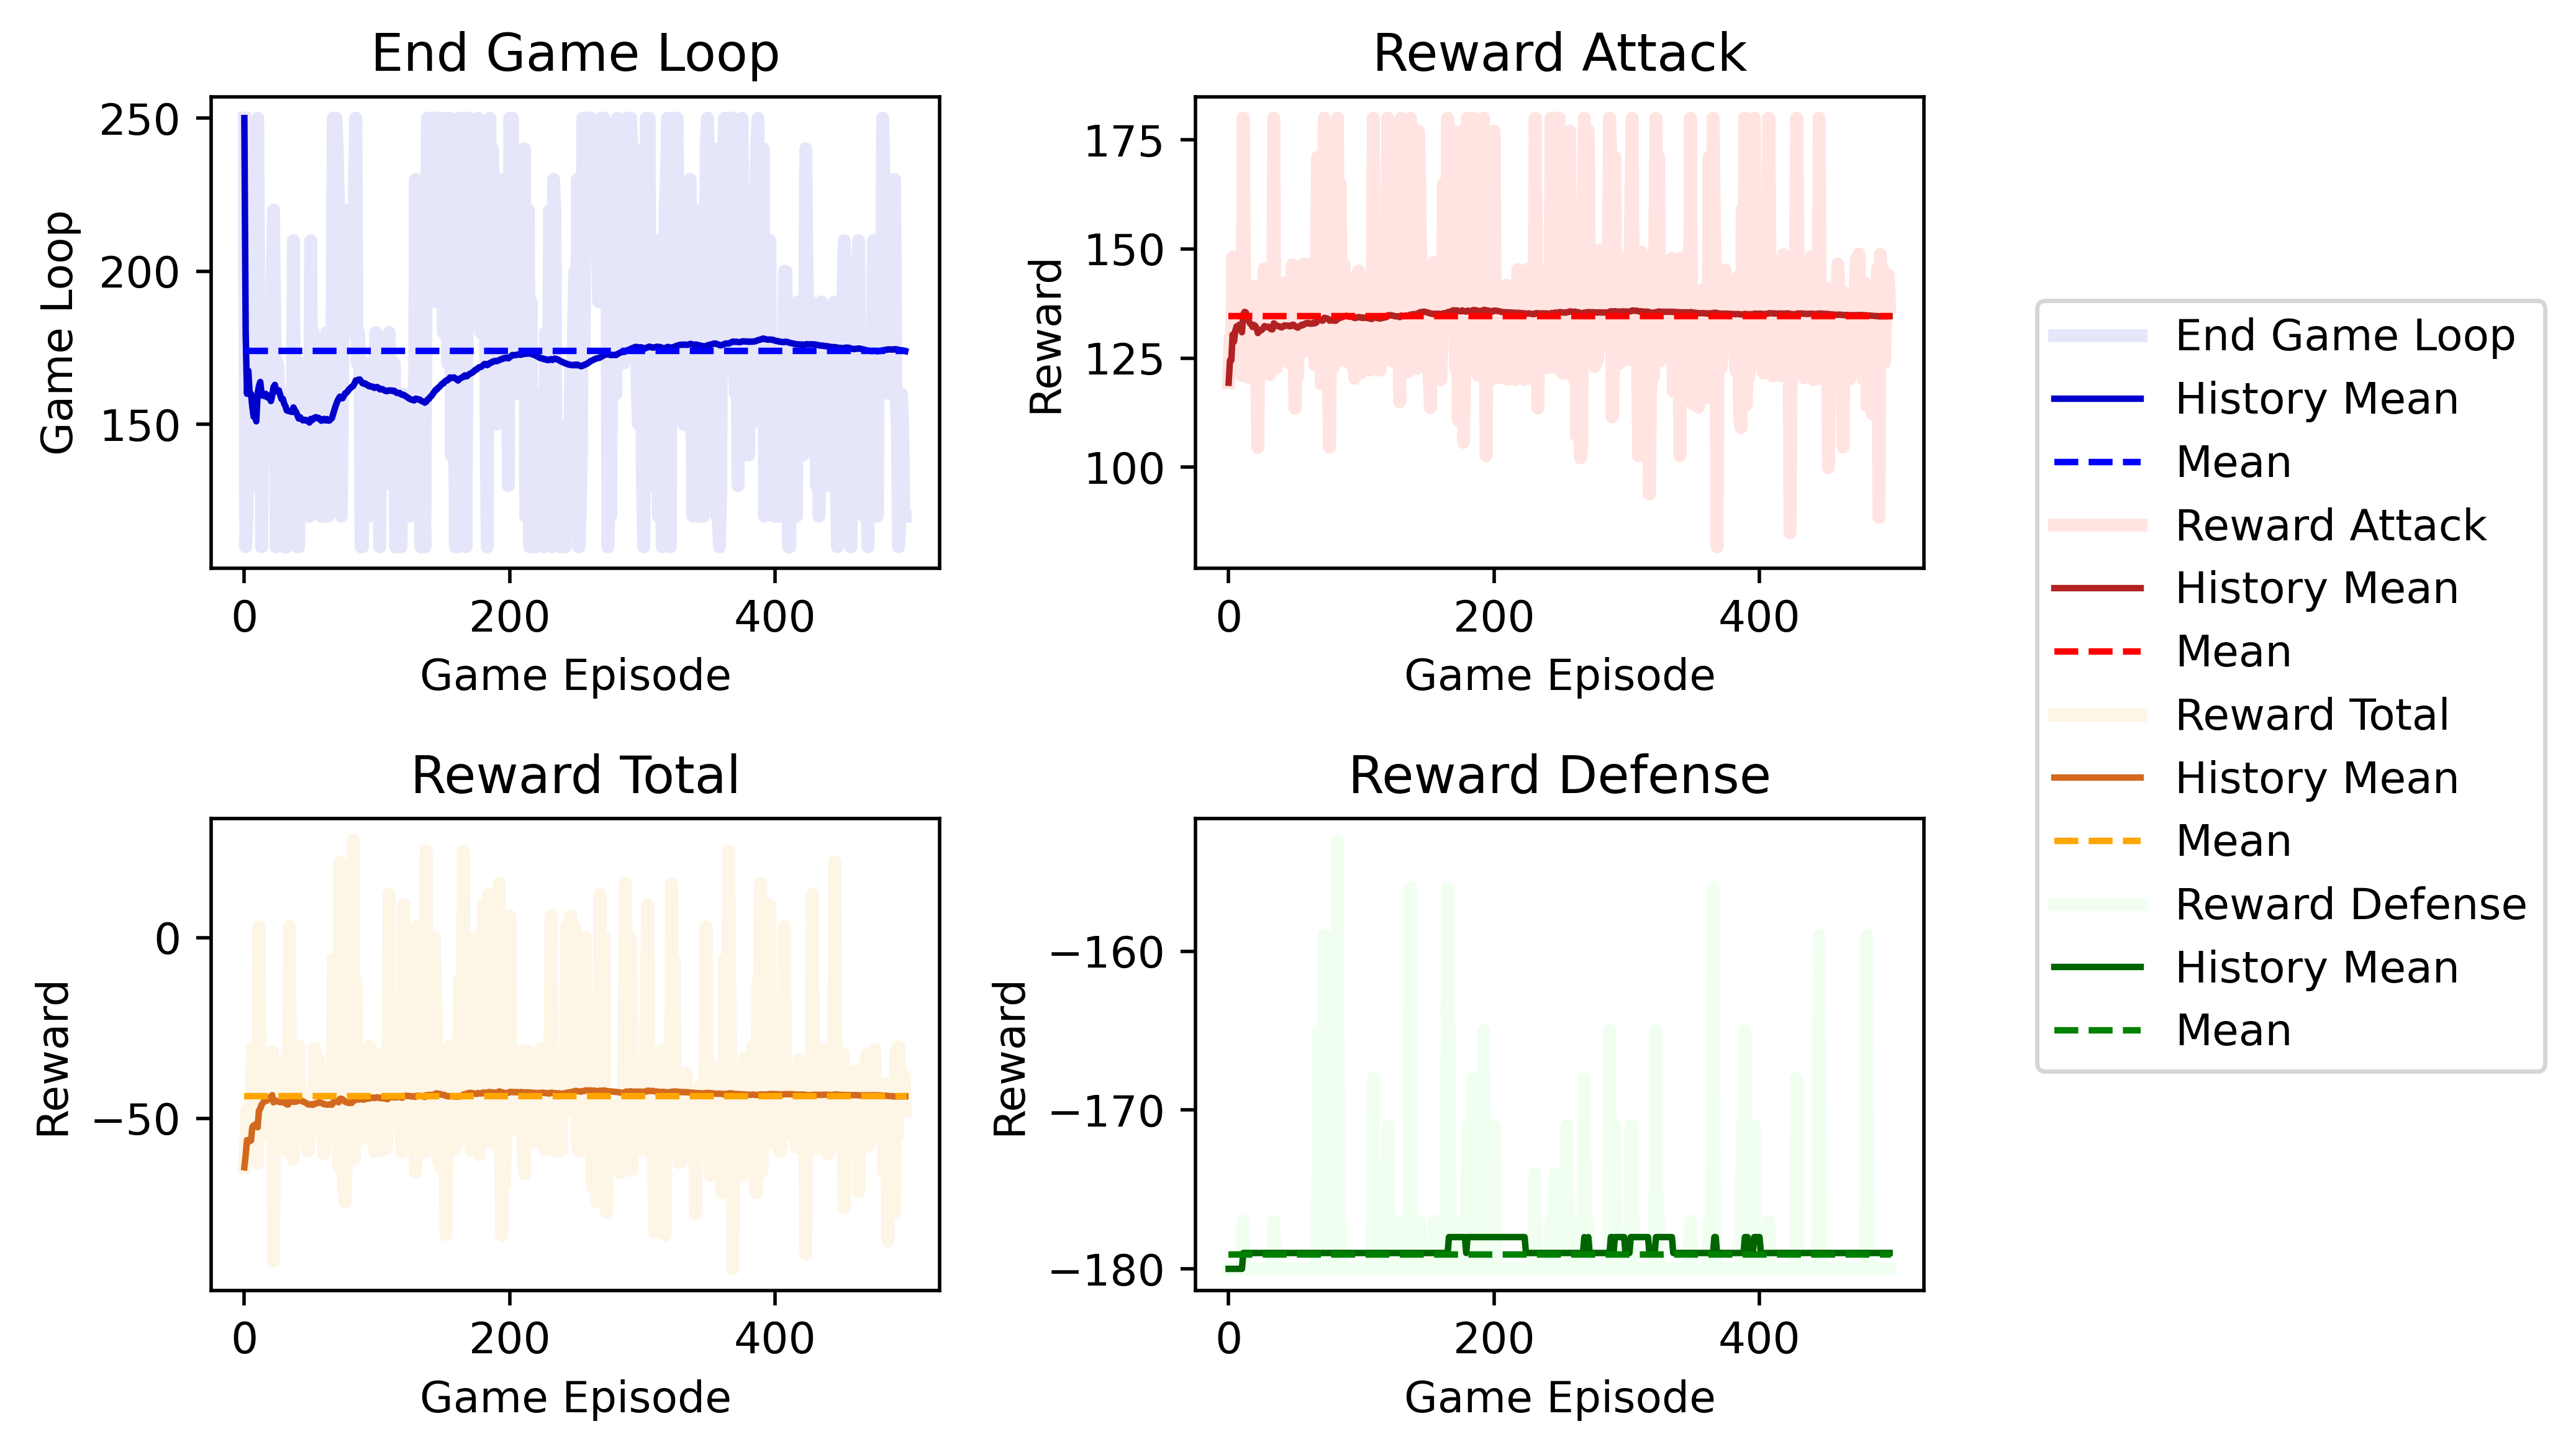 End Game Loop
250
200
150
Game Loop
0 200 400
Game Episode
Reward Attack
175
150
125
100
Reward
0 200 400
Game Episode
Reward Total
0
−50
Reward
0 200 400
Game Episode
Reward Defense
−160
−170
−180
Reward
0 200 400
Game Episode
End Game Loop
History Mean
Mean
Reward Attack
History Mean
Mean
Reward Total
History Mean
Mean
Reward Defense
History Mean
Mean